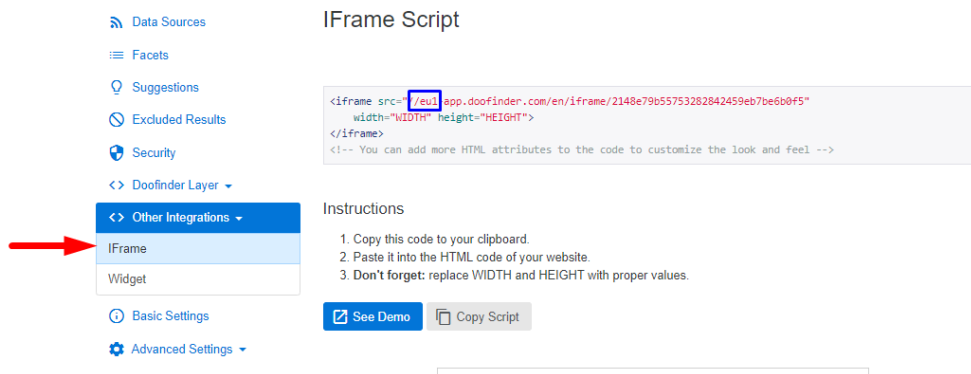 Data Sources
Facets
Suggestions
Excluded Results
Security
Doofinder Layer
Other Integrations
IFrame
Widget
Basic Settings
Advanced Settings
IFrame Script
<iframe src="//eu1-app.doofinder.com/en/iframe/2148e79b55753282842459eb7be6b0f5"
width="WIDTH" height="HEIGHT">
</iframe>
<!-- You can add more HTML attributes to the code to customize the look and feel -->
Instructions
1. Copy this code to your clipboard.
2. Paste it into the HTML code of your website.
3. Don't forget: replace WIDTH and HEIGHT with proper values.
See Demo
Copy Script